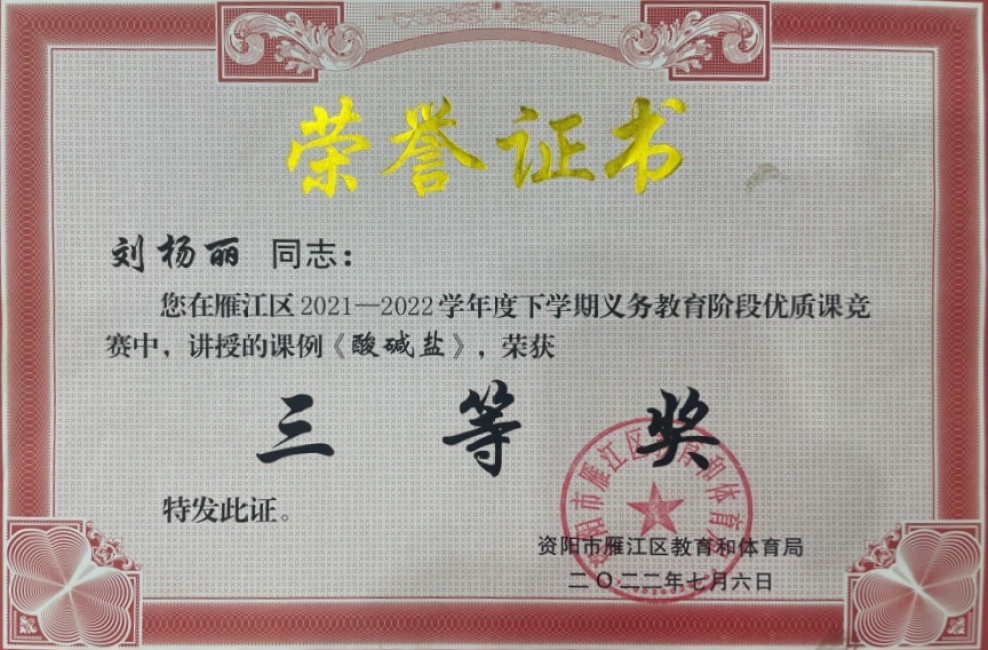 荣誉证书
刘杨丽 同志：
您在雁江区2021—2022学年度下学期义务教育阶段优质课竞
赛中，讲授的课例《酸碱盐》，荣获
三等奖
特发此证。
资阳市雁江区教育和体育局
二〇二二年七月六日